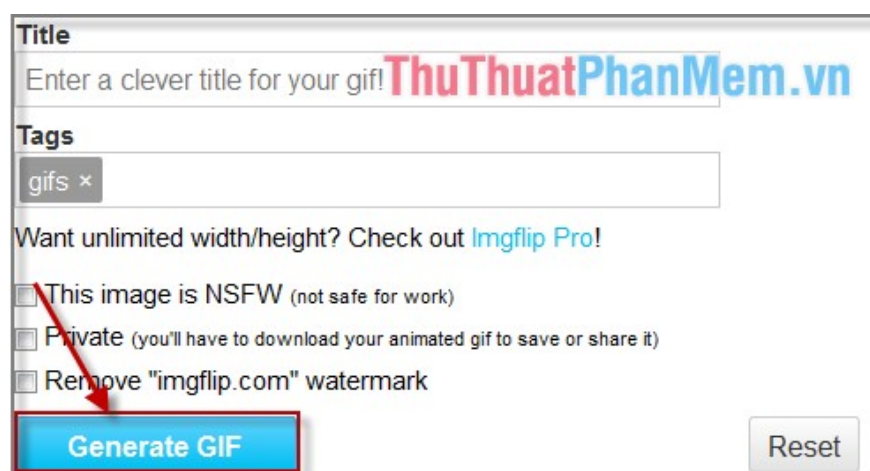 Title
Enter a clever title for your gif!
ThuThuatPhanMem.vn
Tags
gifs ×
Want unlimited width/height? Check out Imgflip Pro!
This image is NSFW (not safe for work)
Private (you'll have to download your animated gif to save or share it)
Remove "imgflip.com" watermark
Generate GIF
Reset